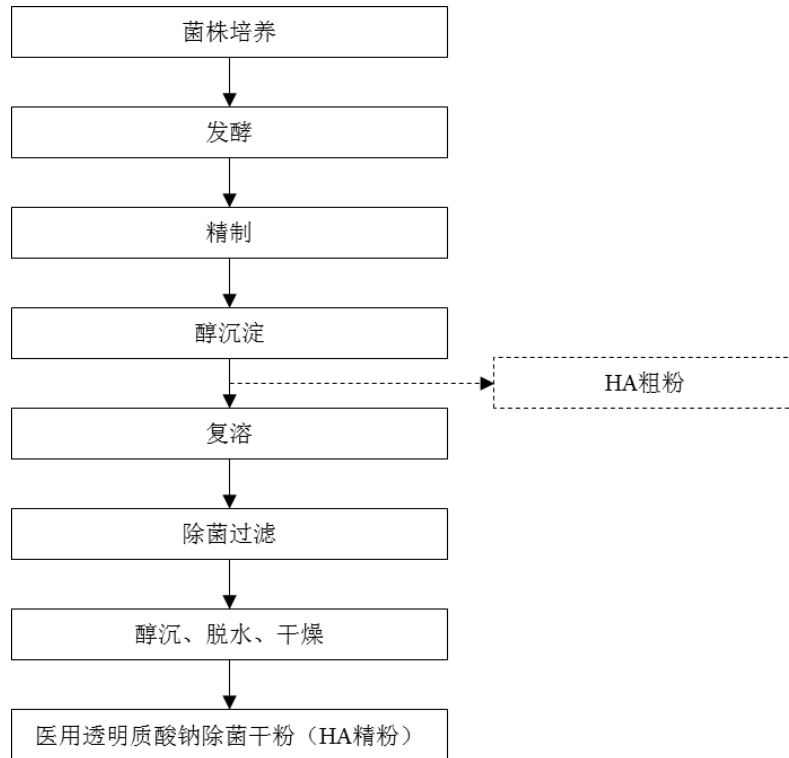 菌株培养
发酵
精制
醇沉淀
HA粗粉
复溶
除菌过滤
醇沉、脱水、干燥
医用透明质酸钠除菌干粉（HA精粉）